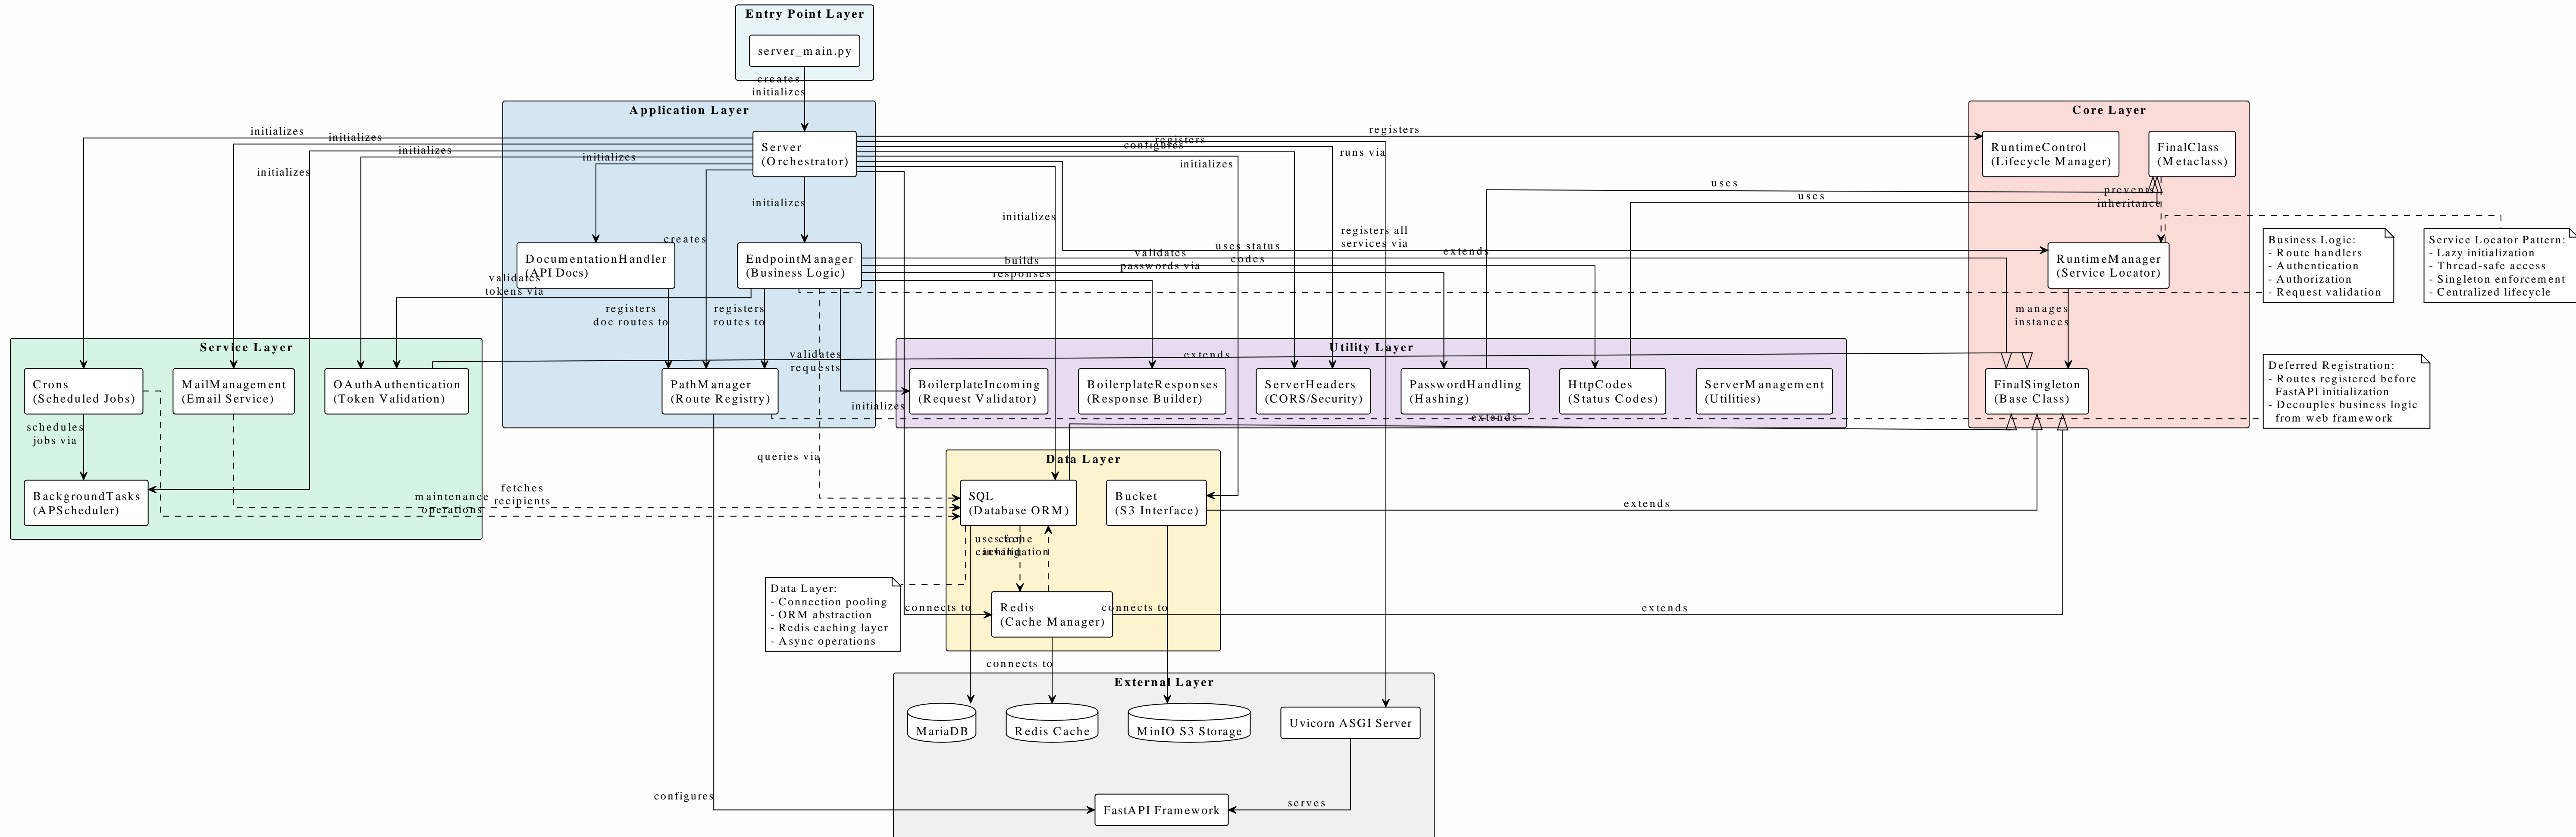 Entry Point Layer
server_main.py
creates
initializes
Application Layer
Core Layer
Server
(Orchestrator)
RuntimeControl
(Lifecycle Manager)
FinalClass
(Metaclass)
initializes
initializes
initializes
initializes
initializes
registers
registers
configures
runs via
initializes
uses
uses
prevents
inheritance
initializes
initializes
creates
DocumentationHandler
(API Docs)
EndpointManager
(Business Logic)
registers all
services via
uses status
codes
validates
passwords via
builds
responses
extends
RuntimeManager
(Service Locator)
Business Logic:
- Route handlers
- Authentication
- Authorization
- Request validation
Service Locator Pattern:
- Lazy initialization
- Thread-safe access
- Singleton enforcement
- Centralized lifecycle
validates
tokens via
registers
doc routes to
registers
routes to
manages
instances
Service Layer
validates
requests
Utility Layer
extends
Crons
(Scheduled Jobs)
MailManagement
(Email Service)
OAuthAuthentication
(Token Validation)
PathManager
(Route Registry)
BoilerplateIncoming
(Request Validator)
BoilerplateResponses
(Response Builder)
ServerHeaders
(CORS/Security)
PasswordHandling
(Hashing)
HttpCodes
(Status Codes)
ServerManagement
(Utilities)
FinalSingleton
(Base Class)
Deferred Registration:
- Routes registered before
FastAPI initialization
- Decouples business logic
from web framework
initializes
extends
schedules
jobs via
queries via
Data Layer
BackgroundTasks
(APScheduler)
maintenance
operations
fetches
recipients
SQL
(Database ORM)
Bucket
(S3 Interface)
extends
uses for
caching
cache
invalidation
Data Layer:
- Connection pooling
- ORM abstraction
- Redis caching layer
- Async operations
connects to
Redis
(Cache Manager)
connects to
extends
connects to
External Layer
MariaDB
Redis Cache
MinIO S3 Storage
Uvicorn ASGI Server
configures
FastAPI Framework
serves